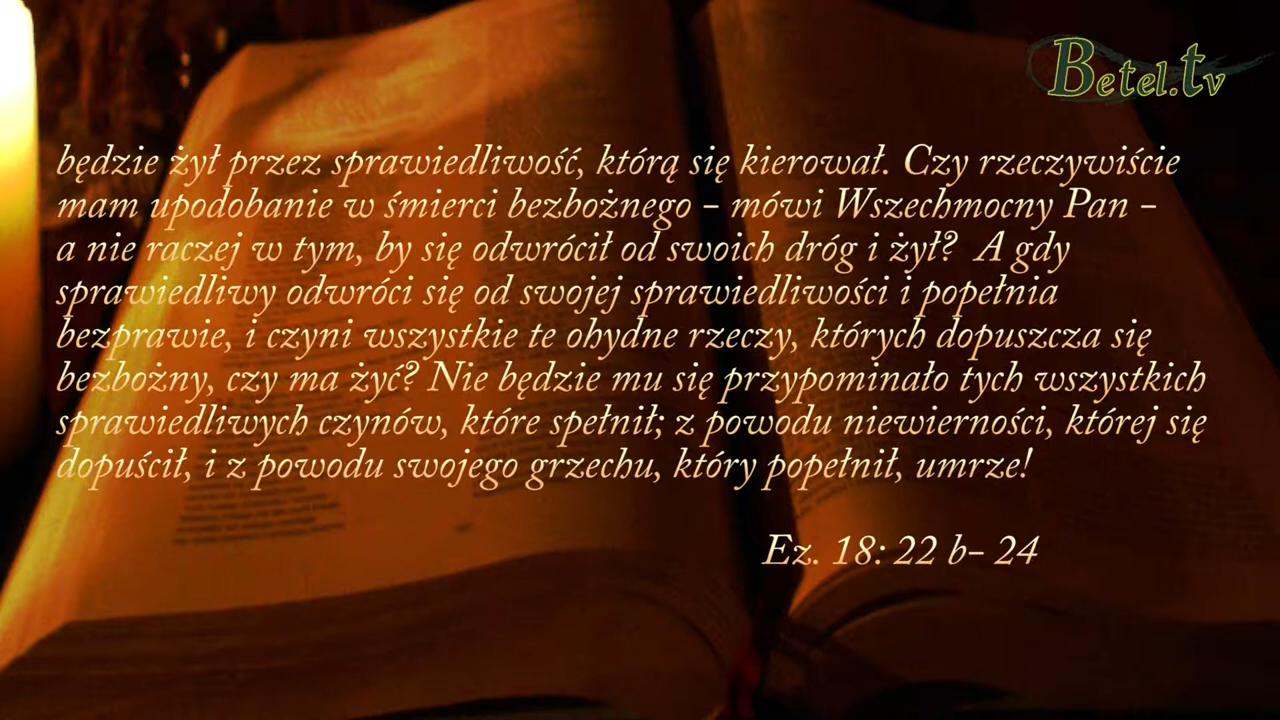 Betel.tv
będzie żył przez sprawiedliwość, którą się kierował. Czy rzeczywiście
mam upodobanie w śmierci bezbożnego - mówi Wszechmocny Pan -
a nie raczej w tym, by się odwrócił od swoich dróg i żył?  A gdy
sprawiedliwy odwróci się od swojej sprawiedliwości i popełnia
bezprawie, i czyni wszystkie te ohydne rzeczy, których dopuszcza się
bezbożny, czy ma żyć? Nie będzie mu się przypominało tych wszystkich
sprawiedliwych czynów, które spełnił; z powodu niewierności, której się
dopuścił, i z powodu swojego grzechu, który popełnił, umrze!
Ez. 18: 22 b- 24